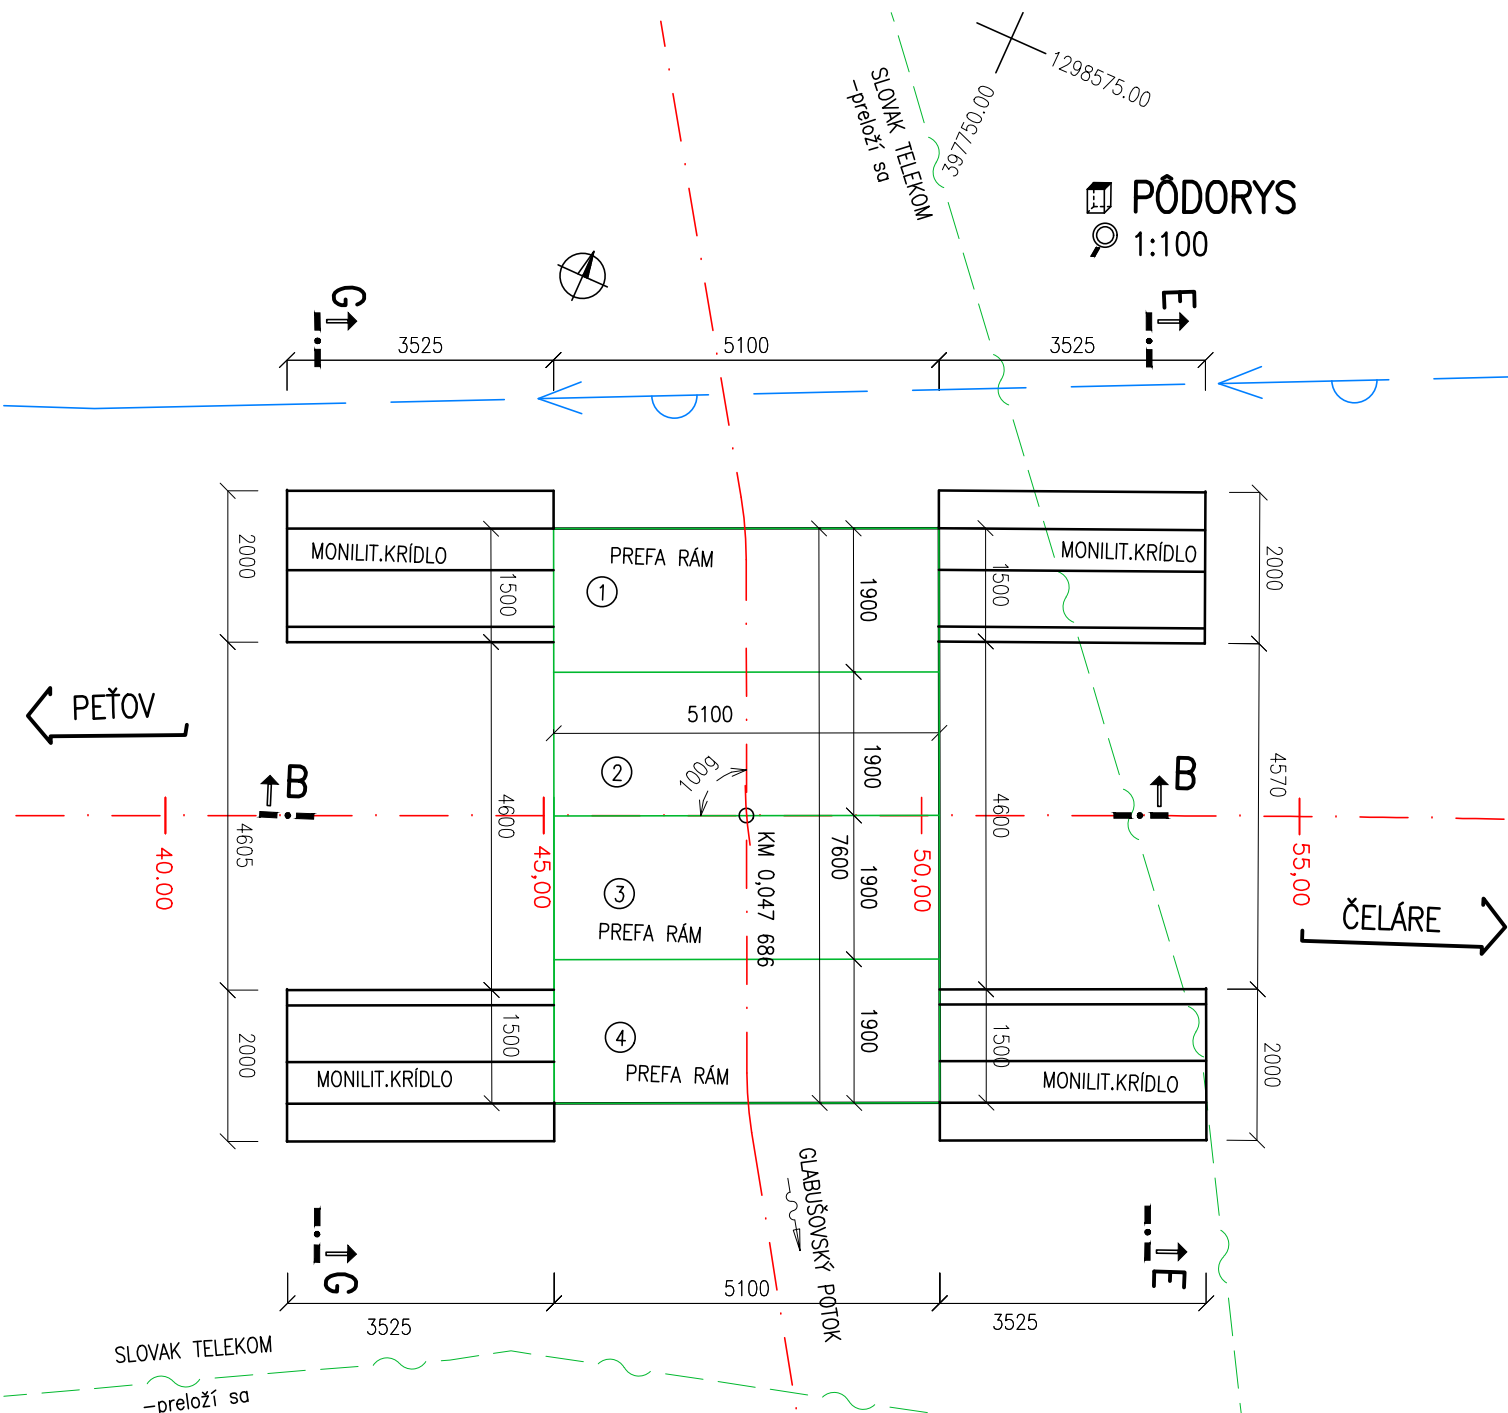 1298575.00
397750.00
SLOVAK TELEKOM
-preloží sa
PÔDORYS
1:100
G
E
3525
5100
3525
2000
MONILIT.KRÍDLO
1500
PREFA RÁM
1
1900
1500
MONILIT.KRÍDLO
2000
PEŤOV
5100
B
2
100g
1900
B
4570
4605
4600
4600
40.00
45,00
KM 0,047 686
7600
50,00
55,00
3
1900
PREFA RÁM
ČELÁRE
2000
1500
4
1900
1500
2000
MONILIT.KRÍDLO
PREFA RÁM
MONILIT.KRÍDLO
GLABUŠOVSKÝ POTOK
G
E
5100
3525
3525
SLOVAK TELEKOM
-preloží sa